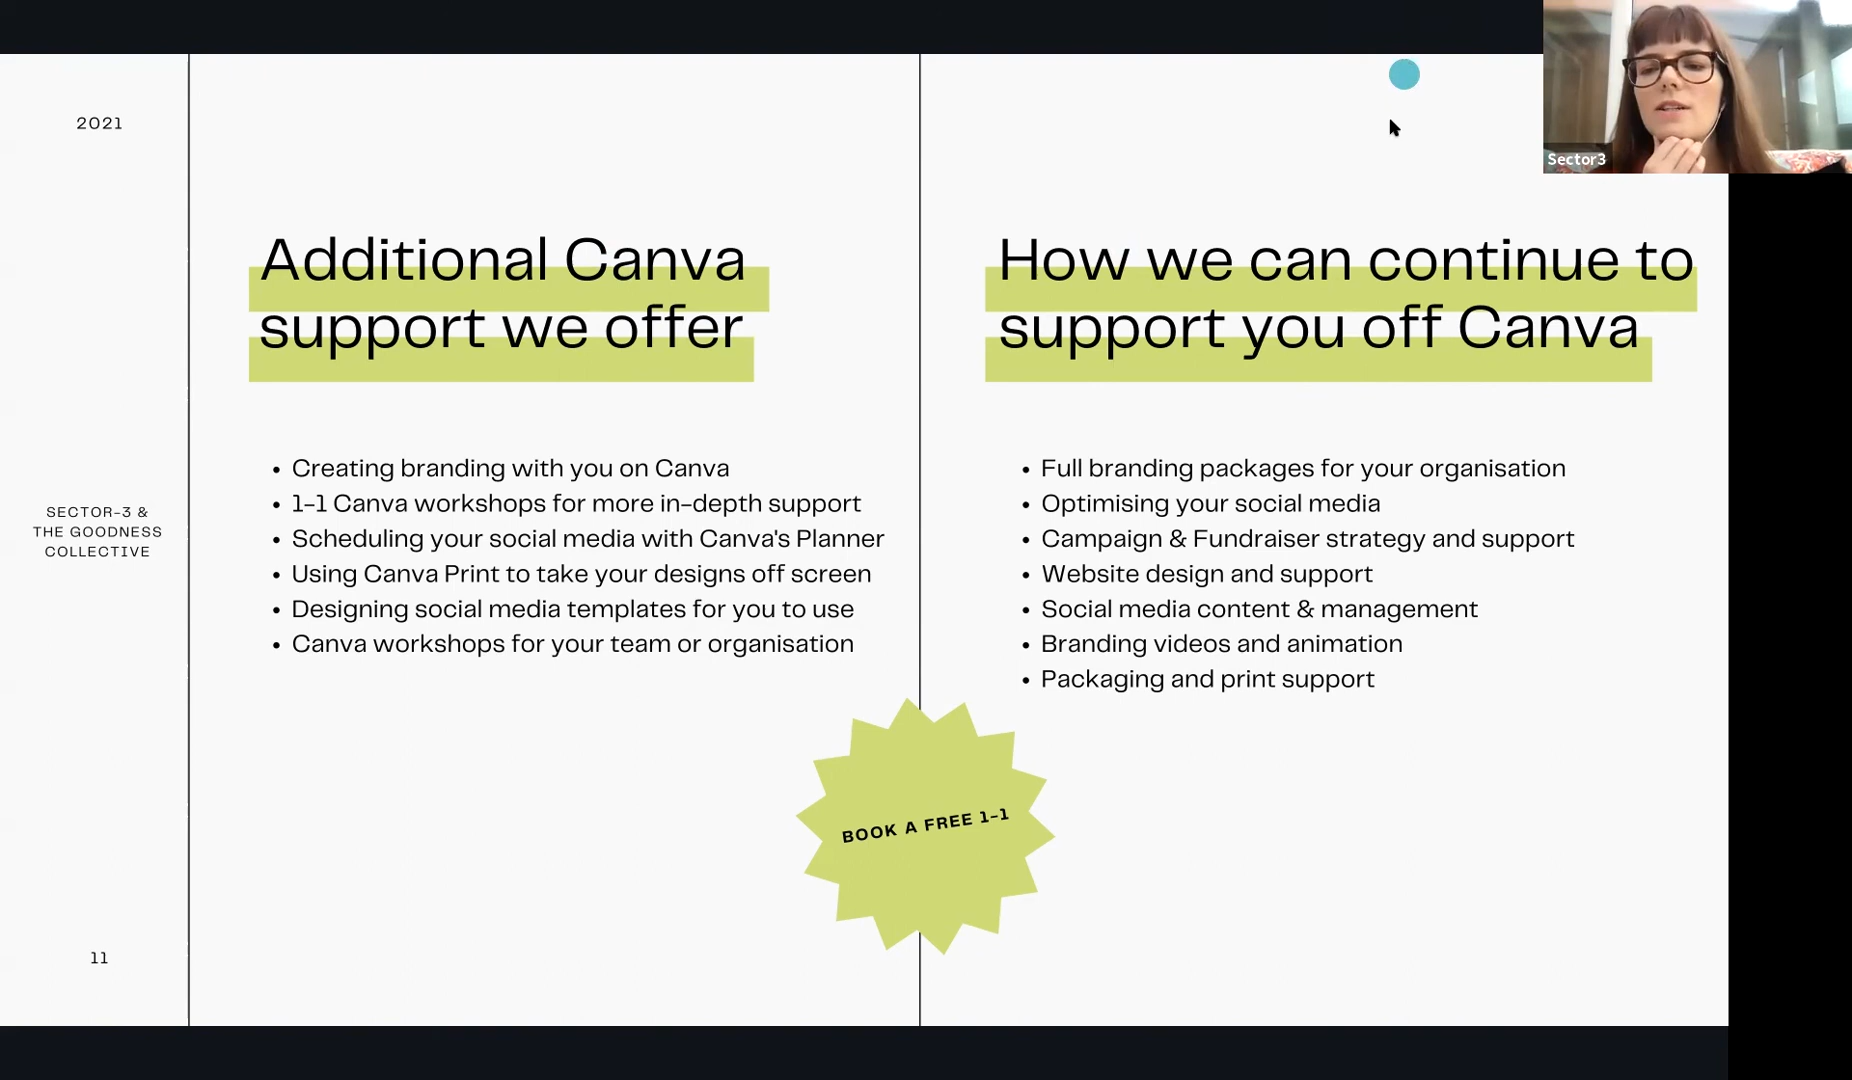 2021
SECTOR-3 &
THE GOODNESS
COLLECTIVE
11
Additional Canva
support we offer
• Creating branding with you on Canva
• 1-1 Canva workshops for more in-depth support
• Scheduling your social media with Canva's Planner
• Using Canva Print to take your designs off screen
• Designing social media templates for you to use
• Canva workshops for your team or organisation
How we can continue to
support you off Canva
• Full branding packages for your organisation
• Optimising your social media
• Campaign & Fundraiser strategy and support
• Website design and support
• Social media content & management
• Branding videos and animation
• Packaging and print support
BOOK A FREE 1-1
Sector3